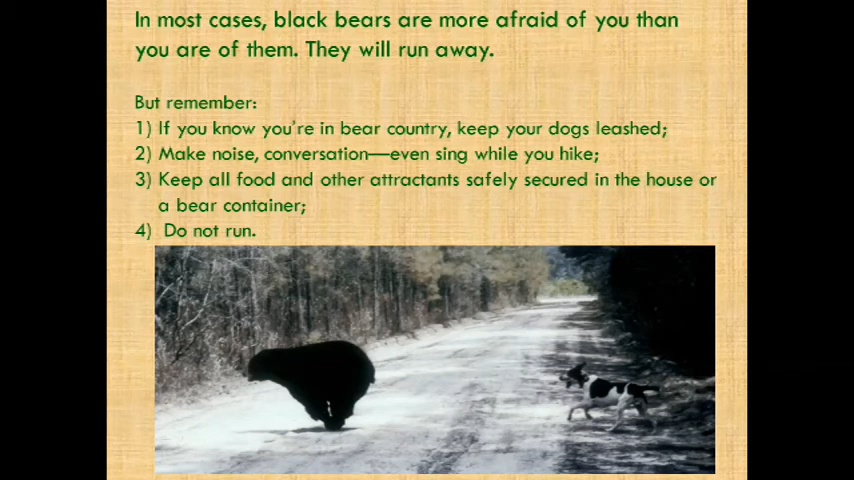 In most cases, black bears are more afraid of you than
you are of them. They will run away.
But remember:
1) If you know you're in bear country, keep your dogs leashed;
2) Make noise, conversation—even sing while you hike;
3) Keep all food and other attractants safely secured in the house or
a bear container;
4) Do not run.